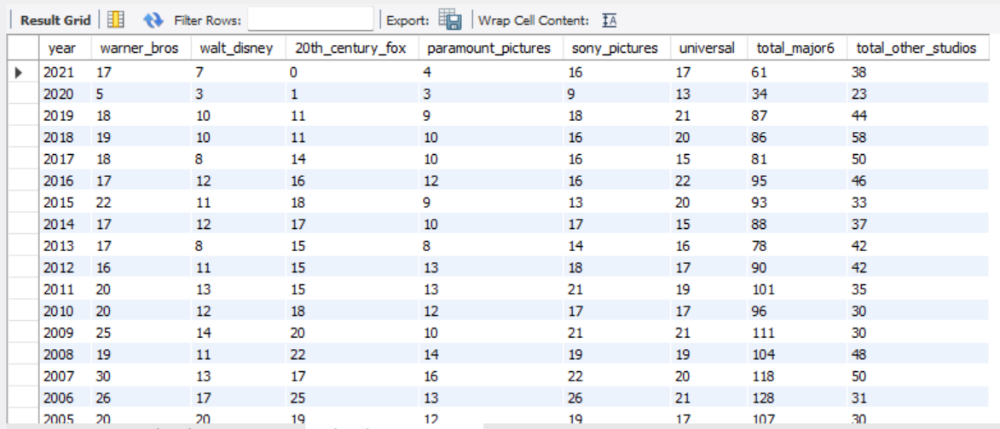 Result Grid Filter Rows: Export: Wrap Cell Content: IA
year warner_bros walt_disney 20th_century_fox paramount_pictures sony_pictures universal total_major6 total_other_studios
2021 17 7 0 4 16 17 61 38
2020 5 3 1 3 9 13 34 23
2019 18 10 11 9 18 21 87 44
2018 19 10 11 10 16 20 86 58
2017 18 8 14 10 16 15 81 50
2016 17 12 16 12 16 22 95 46
2015 22 11 18 9 13 20 93 33
2014 17 12 17 10 17 15 88 37
2013 17 8 15 8 14 16 78 42
2012 16 11 15 13 18 17 90 42
2011 20 13 15 13 21 19 101 35
2010 20 12 18 12 17 17 96 30
2009 25 14 20 10 21 21 111 30
2008 19 11 22 14 19 19 104 48
2007 30 13 17 16 22 20 118 50
2006 26 17 25 13 26 21 128 31
2005 20 20 19 12 19 17 107 30